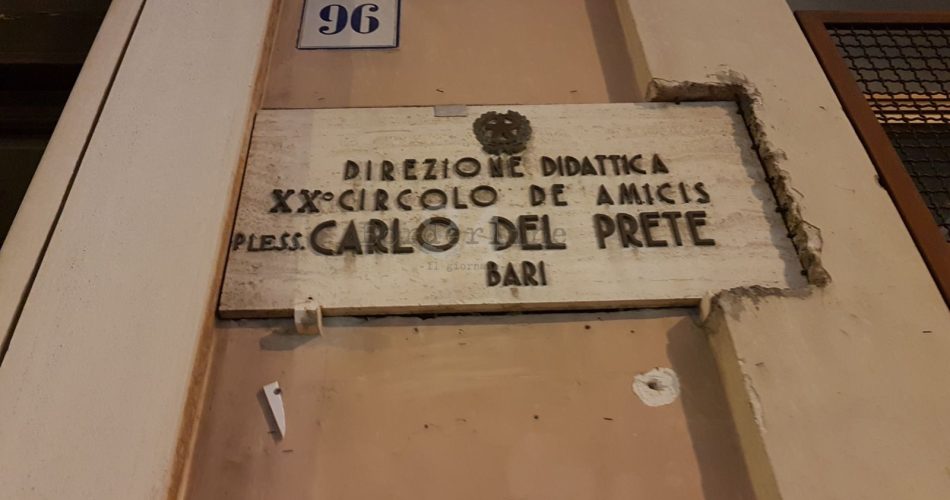 96
DIREZIONE DIDATTICA
XX° CIRCOLO DE AMICIS
PLESS. CARLO DEL PRETE
BARI